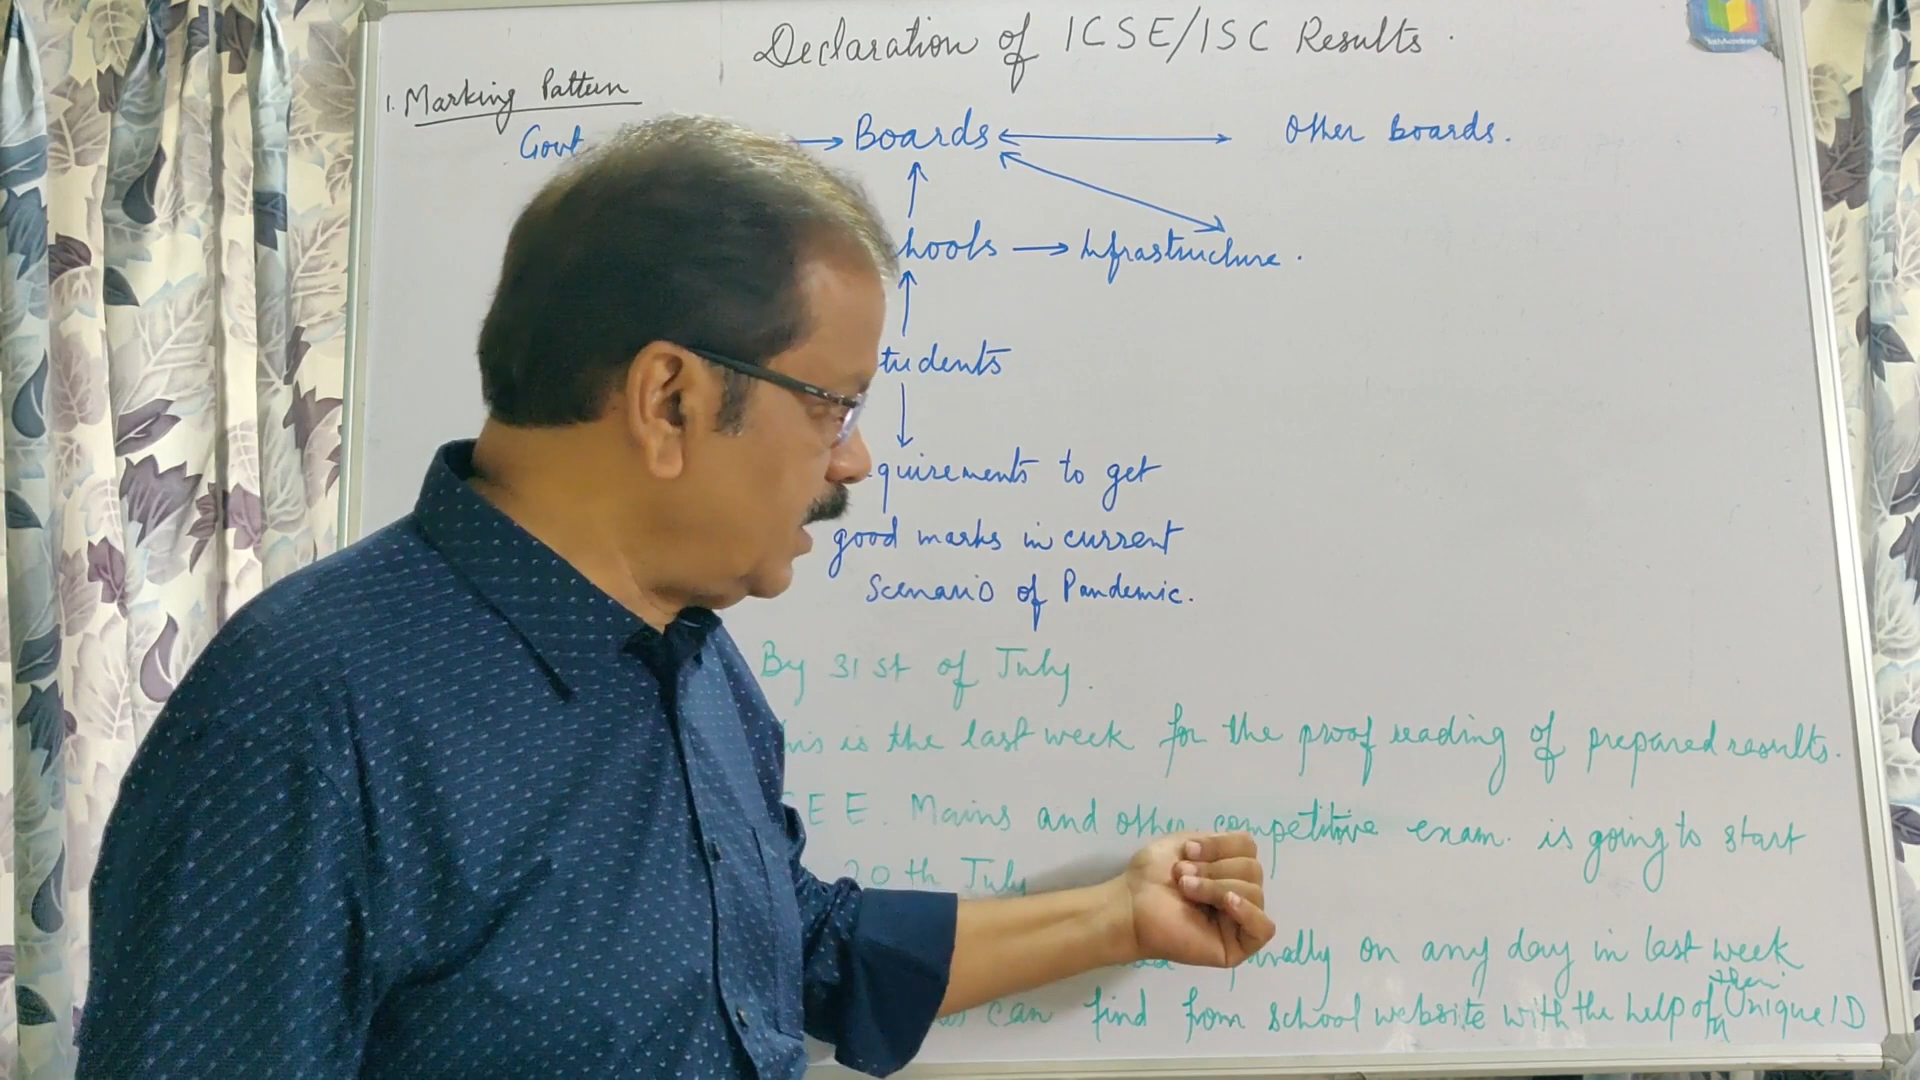 Declaration of ICSE/ISC Results.
1. Marking Pattern
Govt → Boards ↔ Other boards.
hools → Infrastructure.
tudents
quirements to get
good marks in current
Scenario of Pandemic.
By 31st of July.
his is the last week for the proof reading of prepared results.
EE. Mains and other competitive exam. is going to start
20th July
on any day in last week
can find from school website with the help of their Unique ID